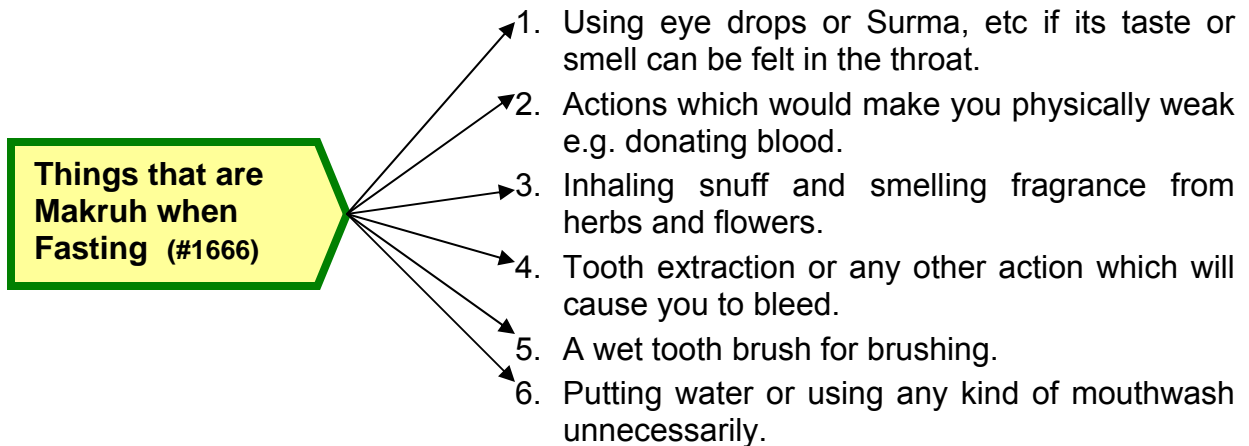 Things that are
Makruh when
Fasting (#1666)
1. Using eye drops or Surma, etc if its taste or
smell can be felt in the throat.
2. Actions which would make you physically weak
e.g. donating blood.
3. Inhaling snuff and smelling fragrance from
herbs and flowers.
4. Tooth extraction or any other action which will
cause you to bleed.
5. A wet tooth brush for brushing.
6. Putting water or using any kind of mouthwash
unnecessarily.